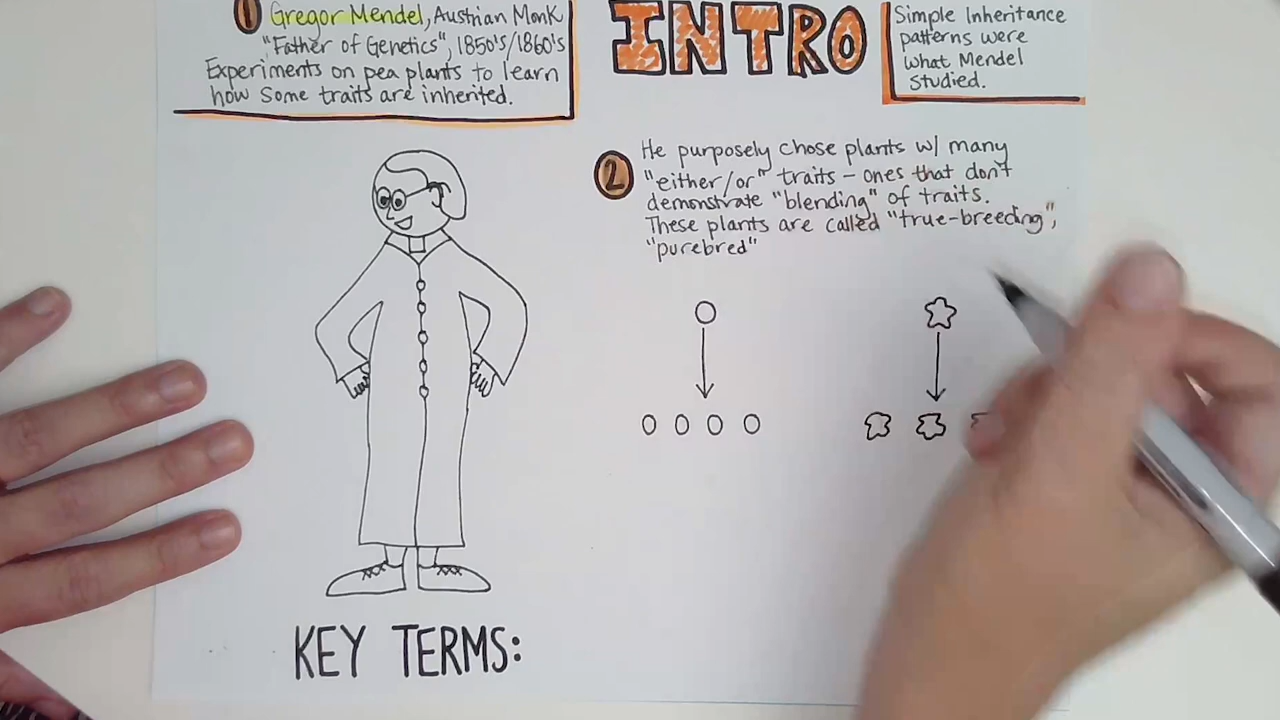 1
Gregor Mendel, Austrian Monk
"Father of Genetics", 1850's/1860's
Experiments on pea plants to learn
how some traits are inherited.
INTRO
Simple Inheritance
patterns were
what Mendel
studied.
2
He purposely chose plants w/ many
"either/or" traits - ones that don't
demonstrate "blending" of traits.
These plants are called "true-breeding",
"purebred"
KEY TERMS: